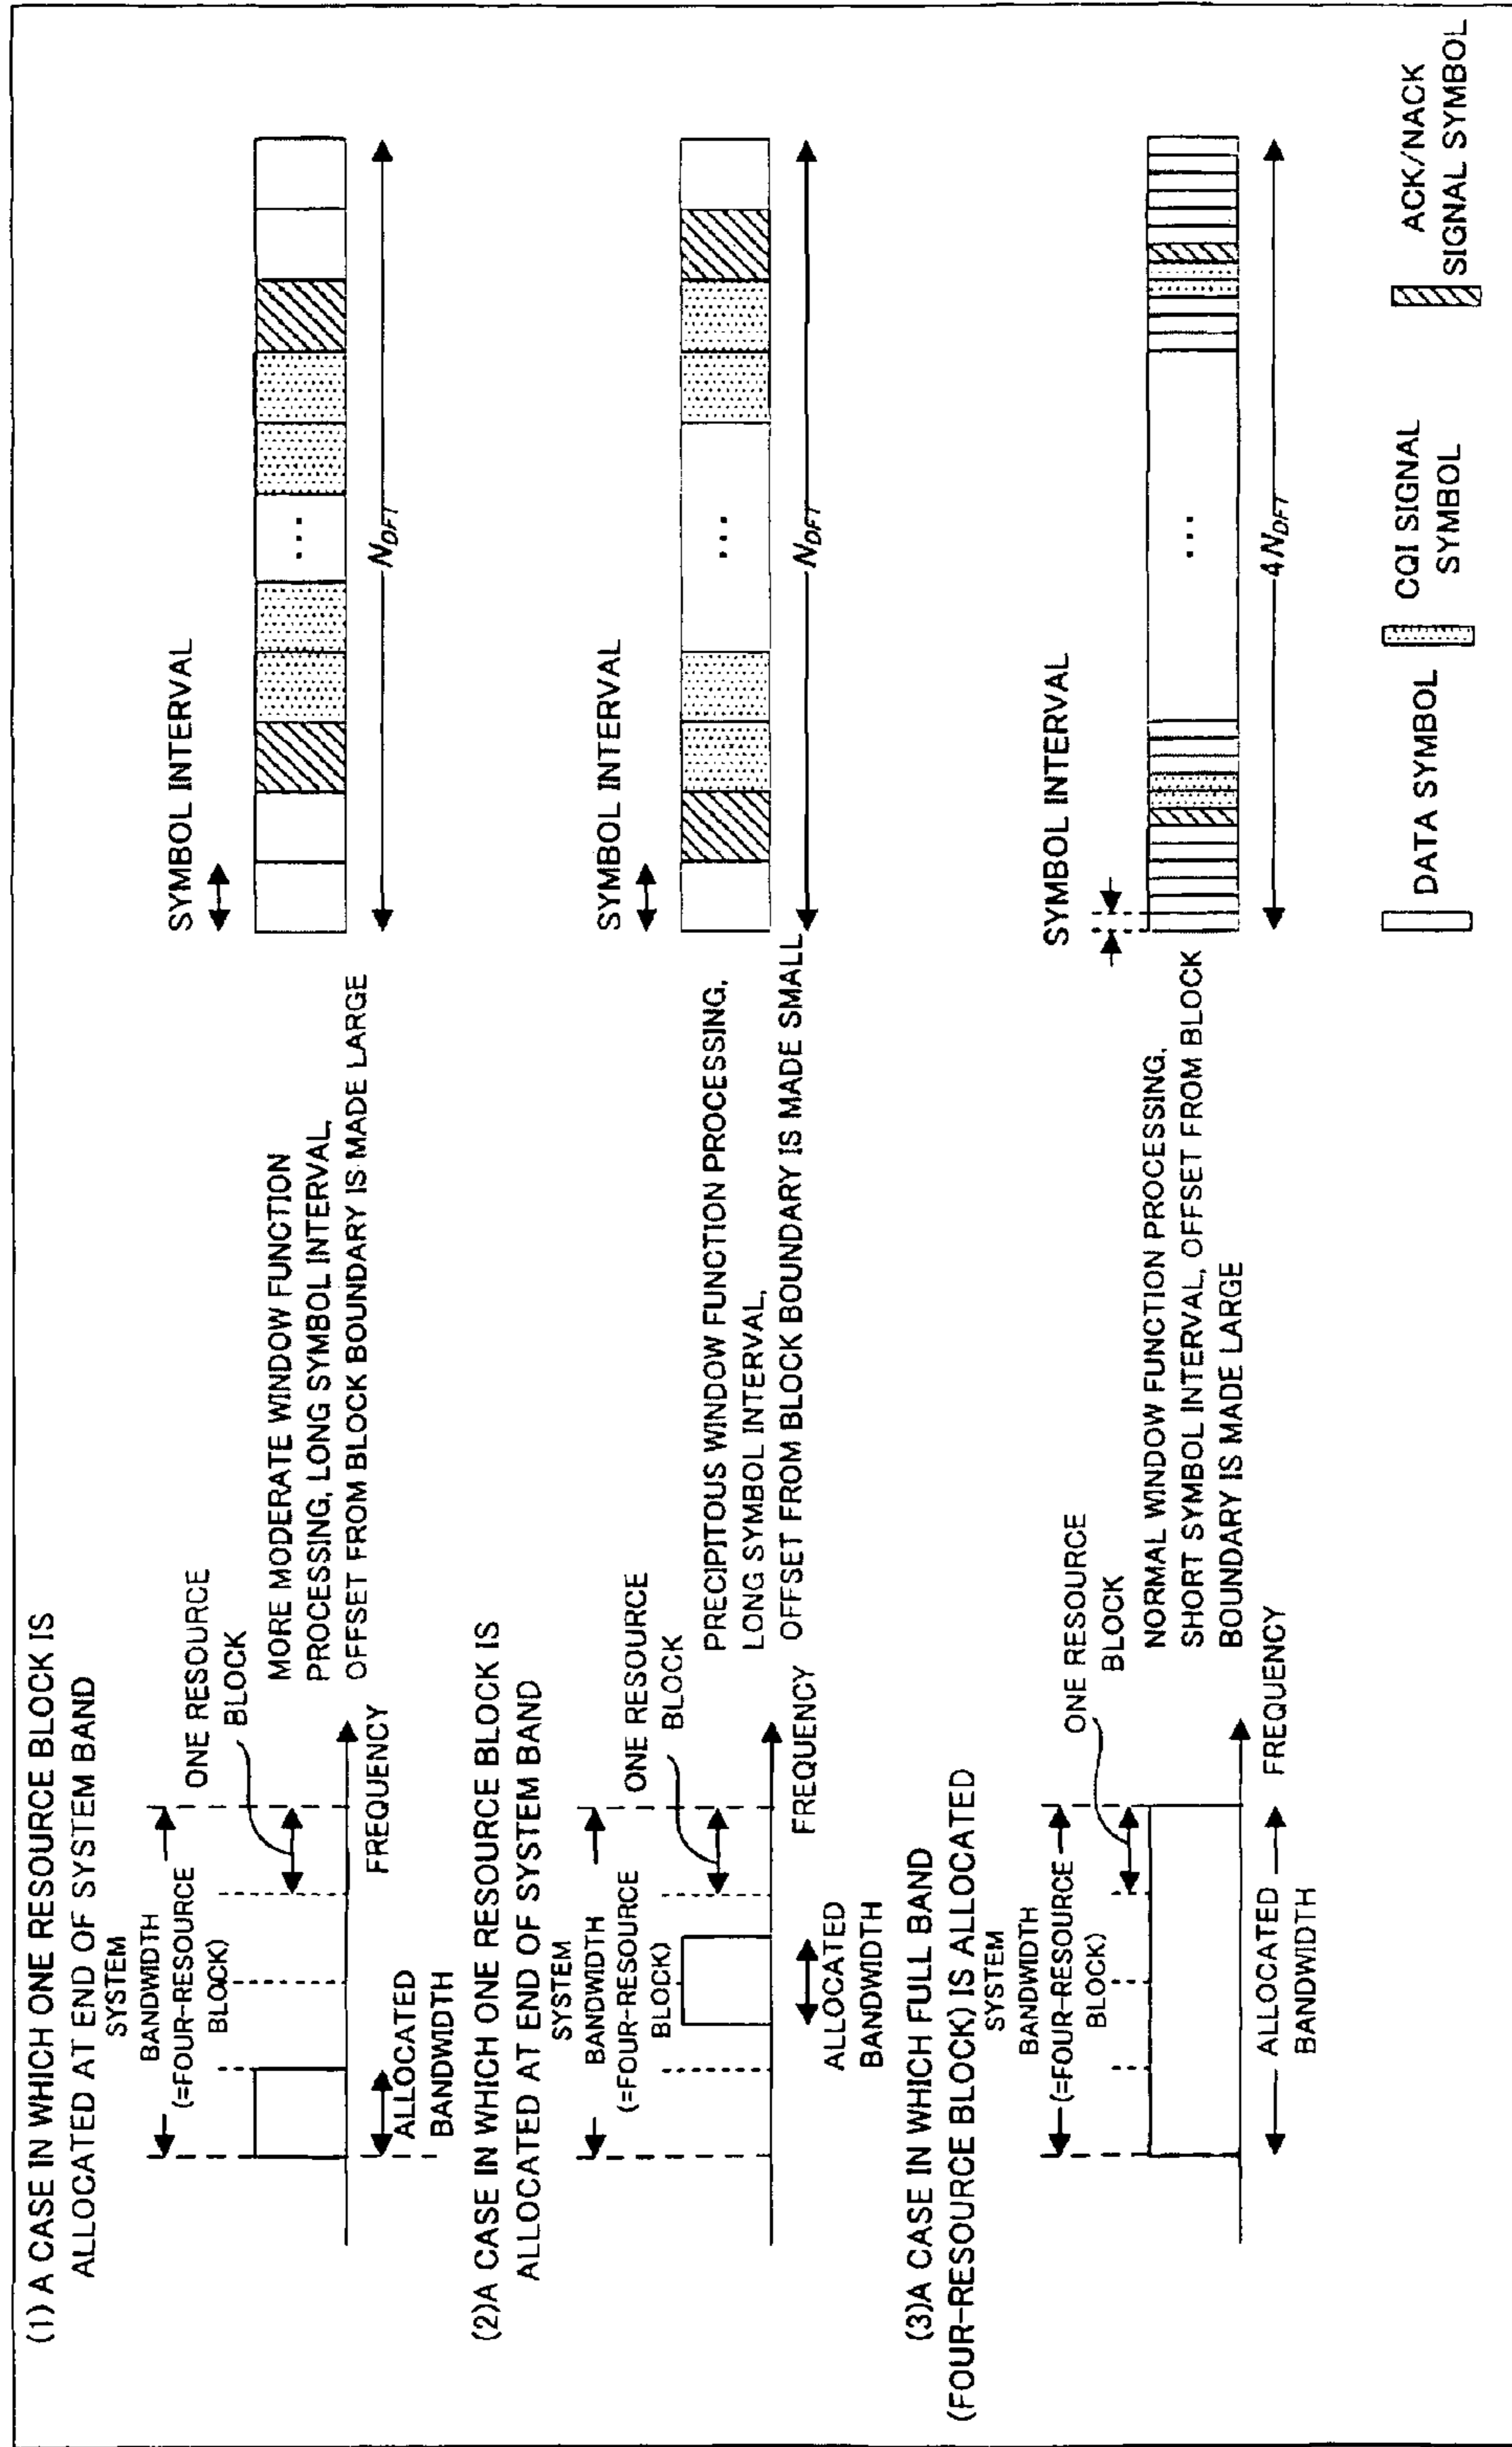 (1) A CASE IN WHICH ONE RESOURCE BLOCK IS
ALLOCATED AT END OF SYSTEM BAND
SYSTEM
BANDWIDTH
(=FOUR-RESOURCE
BLOCK)
ONE RESOURCE
BLOCK
FREQUENCY
ALLOCATED
BANDWIDTH
MORE MODERATE WINDOW FUNCTION
PROCESSING, LONG SYMBOL INTERVAL,
OFFSET FROM BLOCK BOUNDARY IS MADE LARGE
SYMBOL INTERVAL
...
NDFT
(2)A CASE IN WHICH ONE RESOURCE BLOCK IS
ALLOCATED AT END OF SYSTEM BAND
SYSTEM
BANDWIDTH
(=FOUR-RESOURCE
BLOCK)
ONE RESOURCE
BLOCK
FREQUENCY
ALLOCATED
BANDWIDTH
PRECIPITOUS WINDOW FUNCTION PROCESSING,
LONG SYMBOL INTERVAL,
OFFSET FROM BLOCK BOUNDARY IS MADE SMALL
SYMBOL INTERVAL
...
NDFT
(3)A CASE IN WHICH FULL BAND
(FOUR-RESOURCE BLOCK) IS ALLOCATED
SYSTEM
BANDWIDTH
(=FOUR-RESOURCE
BLOCK)
ONE RESOURCE
BLOCK
FREQUENCY
ALLOCATED
BANDWIDTH
NORMAL WINDOW FUNCTION PROCESSING,
SHORT SYMBOL INTERVAL, OFFSET FROM BLOCK
BOUNDARY IS MADE LARGE
SYMBOL INTERVAL
...
4NDFT
DATA SYMBOL
CQI SIGNAL
SYMBOL
ACK/NACK
SIGNAL SYMBOL